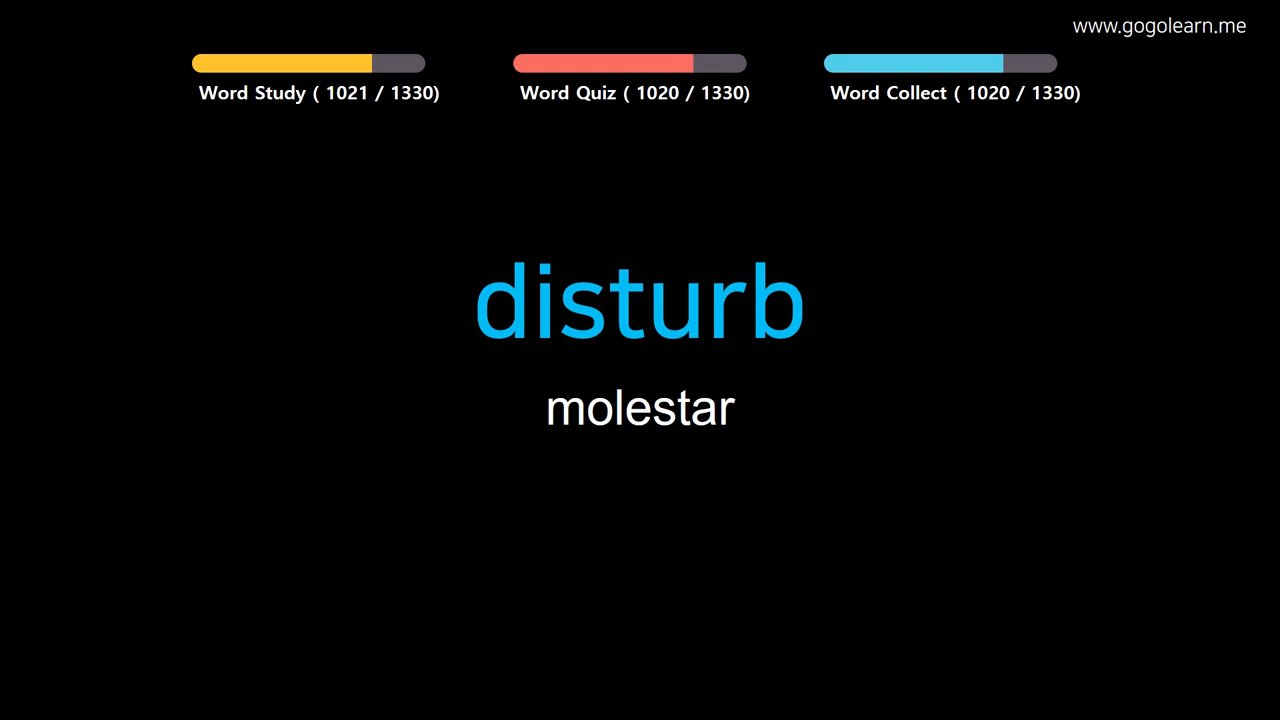 www.gogolearn.me
Word Study ( 1021 / 1330)
Word Quiz ( 1020 / 1330)
Word Collect ( 1020 / 1330)
disturb
molestar